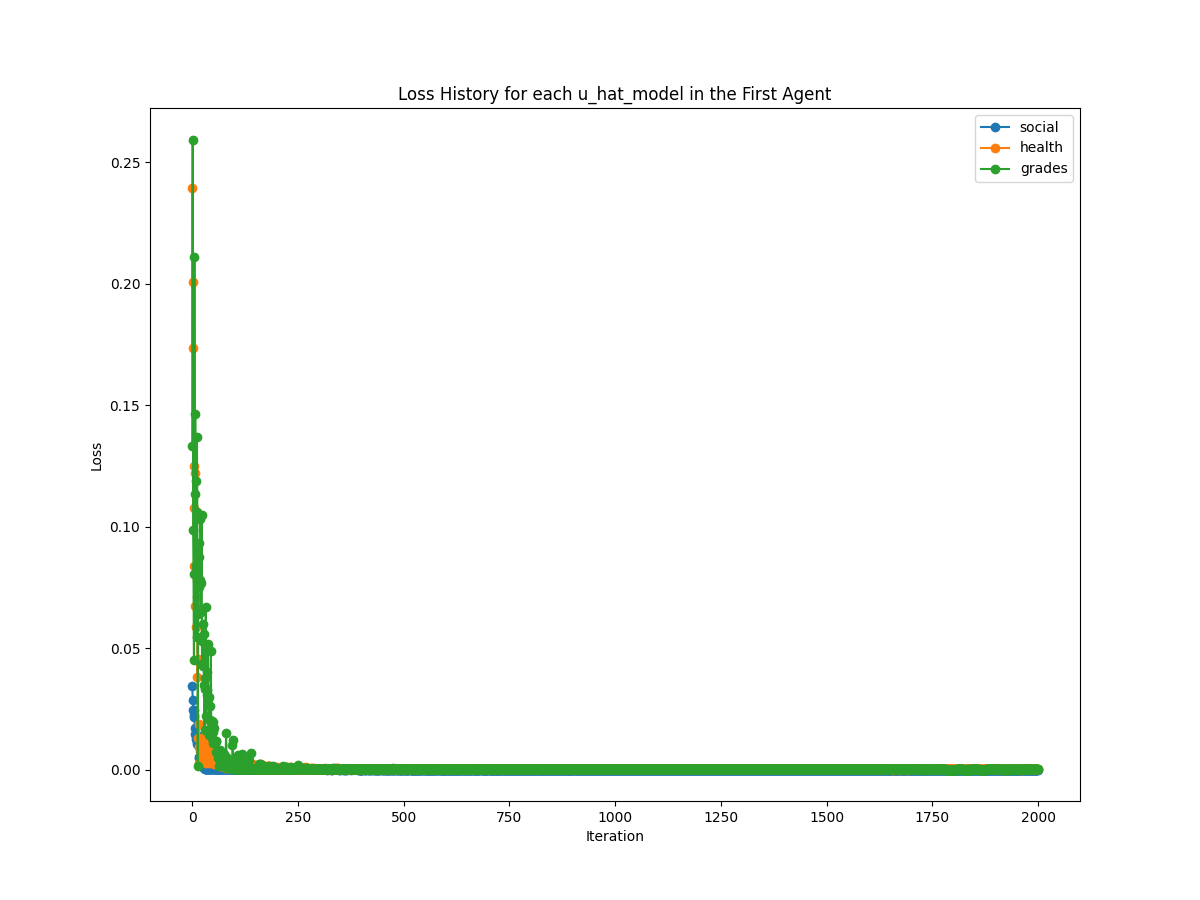 Loss History for each u_hat_model in the First Agent
social
health
grades
0.25
0.20
0.15
0.10
0.05
0.00
Loss
0 250 500 750 1000 1250 1500 1750 2000
Iteration